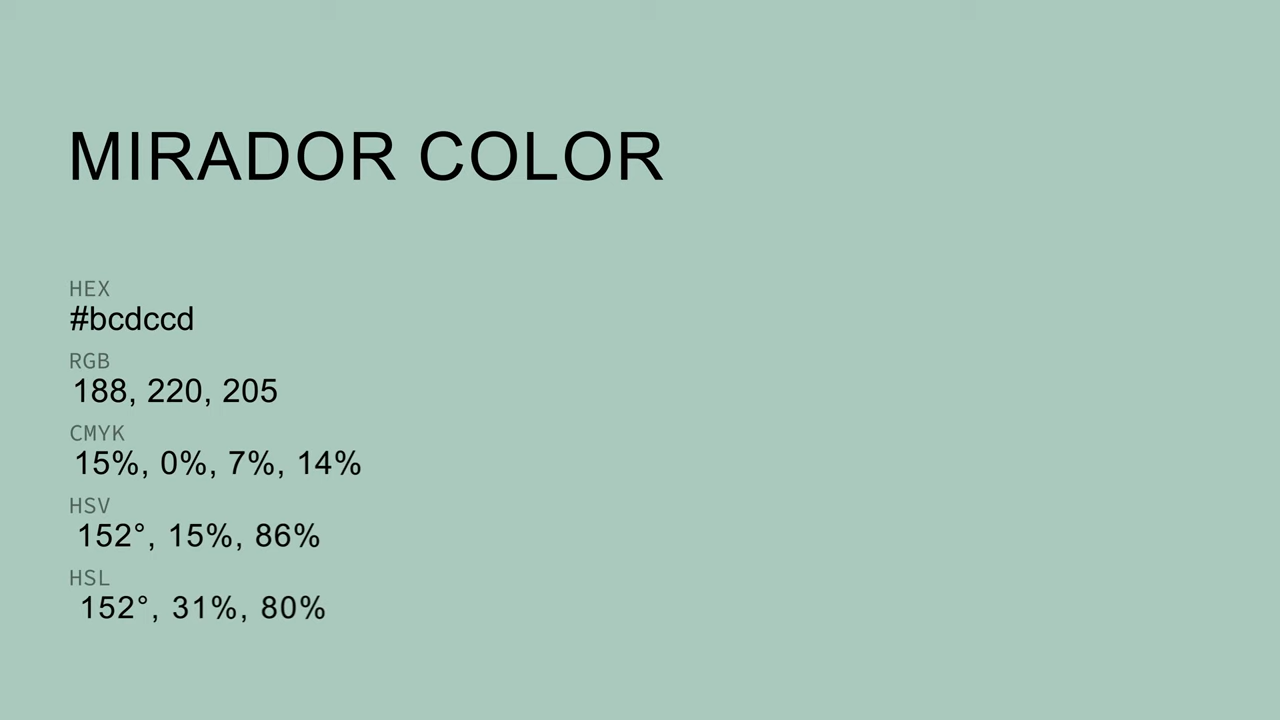 MIRADOR COLOR
HEX
#bcdccd
RGB
188, 220, 205
CMYK
15%, 0%, 7%, 14%
HSV
152°, 15%, 86%
HSL
152°, 31%, 80%